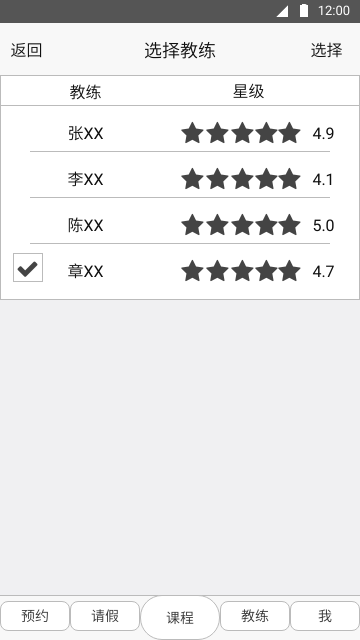 12:00
返回 选择教练 选择
教练 星级
张XX 4.9
李XX 4.1
陈XX 5.0
章XX 4.7
预约 请假 课程 教练 我